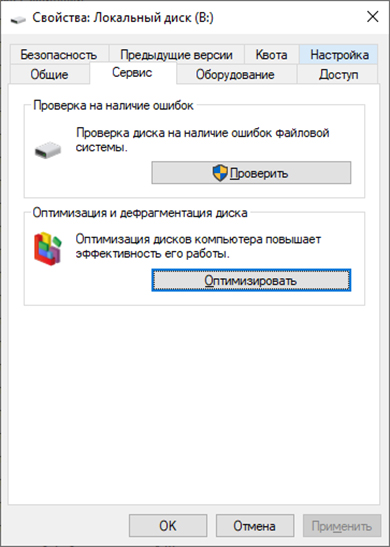 Свойства: Локальный диск (B:)
Безопасность Предыдущие версии Квота Настройка
Общие Сервис Оборудование Доступ
Проверка на наличие ошибок
Проверка диска на наличие ошибок файловой
системы.
Проверить
Оптимизация и дефрагментация диска
Оптимизация дисков компьютера повышает
эффективность его работы.
Оптимизировать
OK Отмена Применить